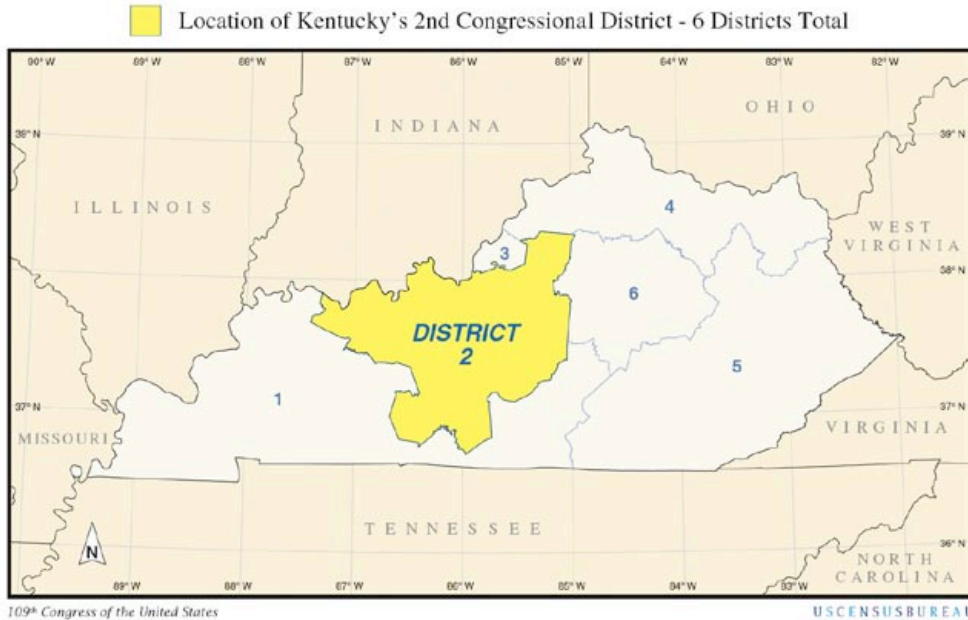 Location of Kentucky's 2nd Congressional District - 6 Districts Total
90° W 89° W 88° W 87° W 86° W 85° W 84° W 83° W 82° W
OHIO
39° N INDIANA 39° N
ILLINOIS 4 WEST
VIRGINIA
3
38° N
6
DISTRICT
2
5
1
37° N 37° N
MISSOURI VIRGINIA
TENNESSEE
N 36° N
NORTH
CAROLINA
89° W 88° W 87° W 86° W 85° W 84° W 83° W
109th Congress of the United States USCENSUSBUREAU